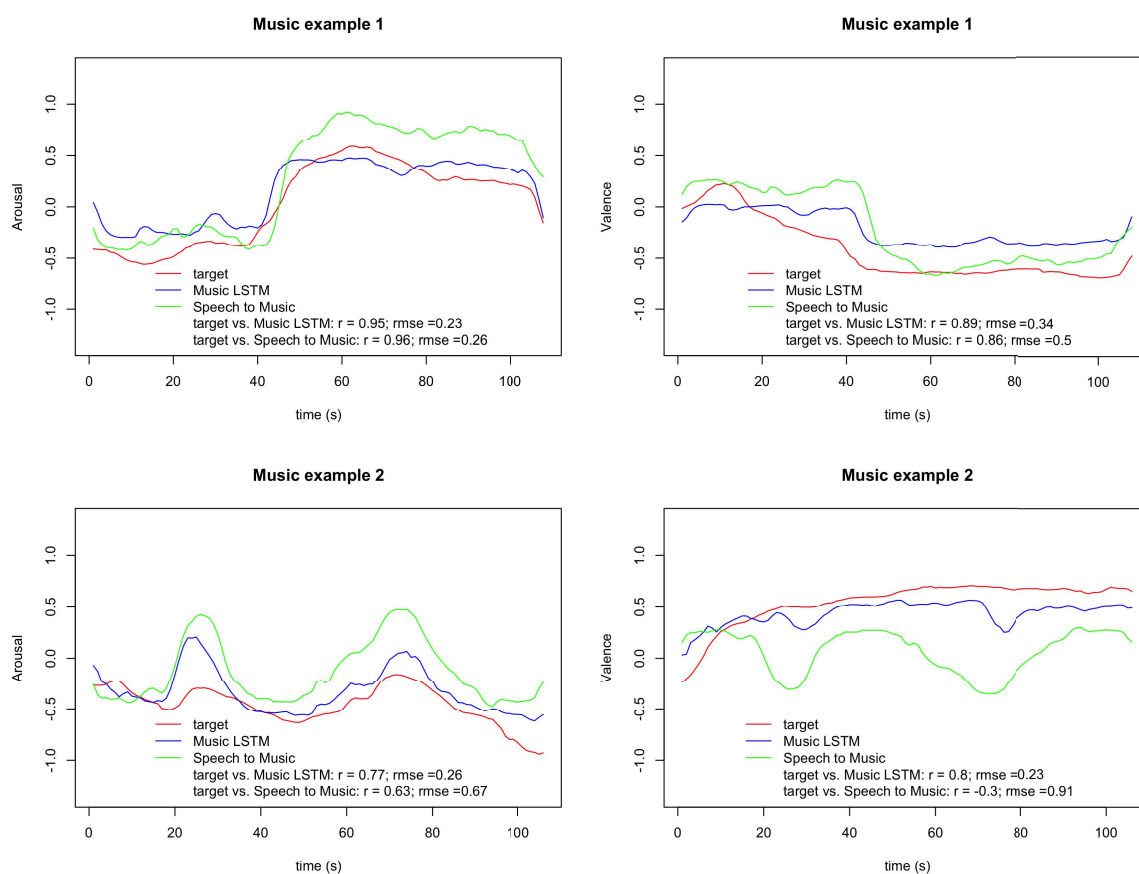 Music example 1
Arousal
1.0
0.5
0.0
-0.5
-1.0
target
Music LSTM
Speech to Music
target vs. Music LSTM: r = 0.95; rmse =0.23
target vs. Speech to Music: r = 0.96; rmse =0.26
0 20 40 60 80 100
time (s)
Music example 1
Valence
1.0
0.5
0.0
-0.5
-1.0
target
Music LSTM
Speech to Music
target vs. Music LSTM: r = 0.89; rmse =0.34
target vs. Speech to Music: r = 0.86; rmse =0.5
0 20 40 60 80 100
time (s)
Music example 2
Arousal
1.0
0.5
0.0
-0.5
-1.0
target
Music LSTM
Speech to Music
target vs. Music LSTM: r = 0.77; rmse =0.26
target vs. Speech to Music: r = 0.63; rmse =0.67
0 20 40 60 80 100
time (s)
Music example 2
Valence
1.0
0.5
0.0
-0.5
-1.0
target
Music LSTM
Speech to Music
target vs. Music LSTM: r = 0.8; rmse =0.23
target vs. Speech to Music: r = -0.3; rmse =0.91
0 20 40 60 80 100
time (s)